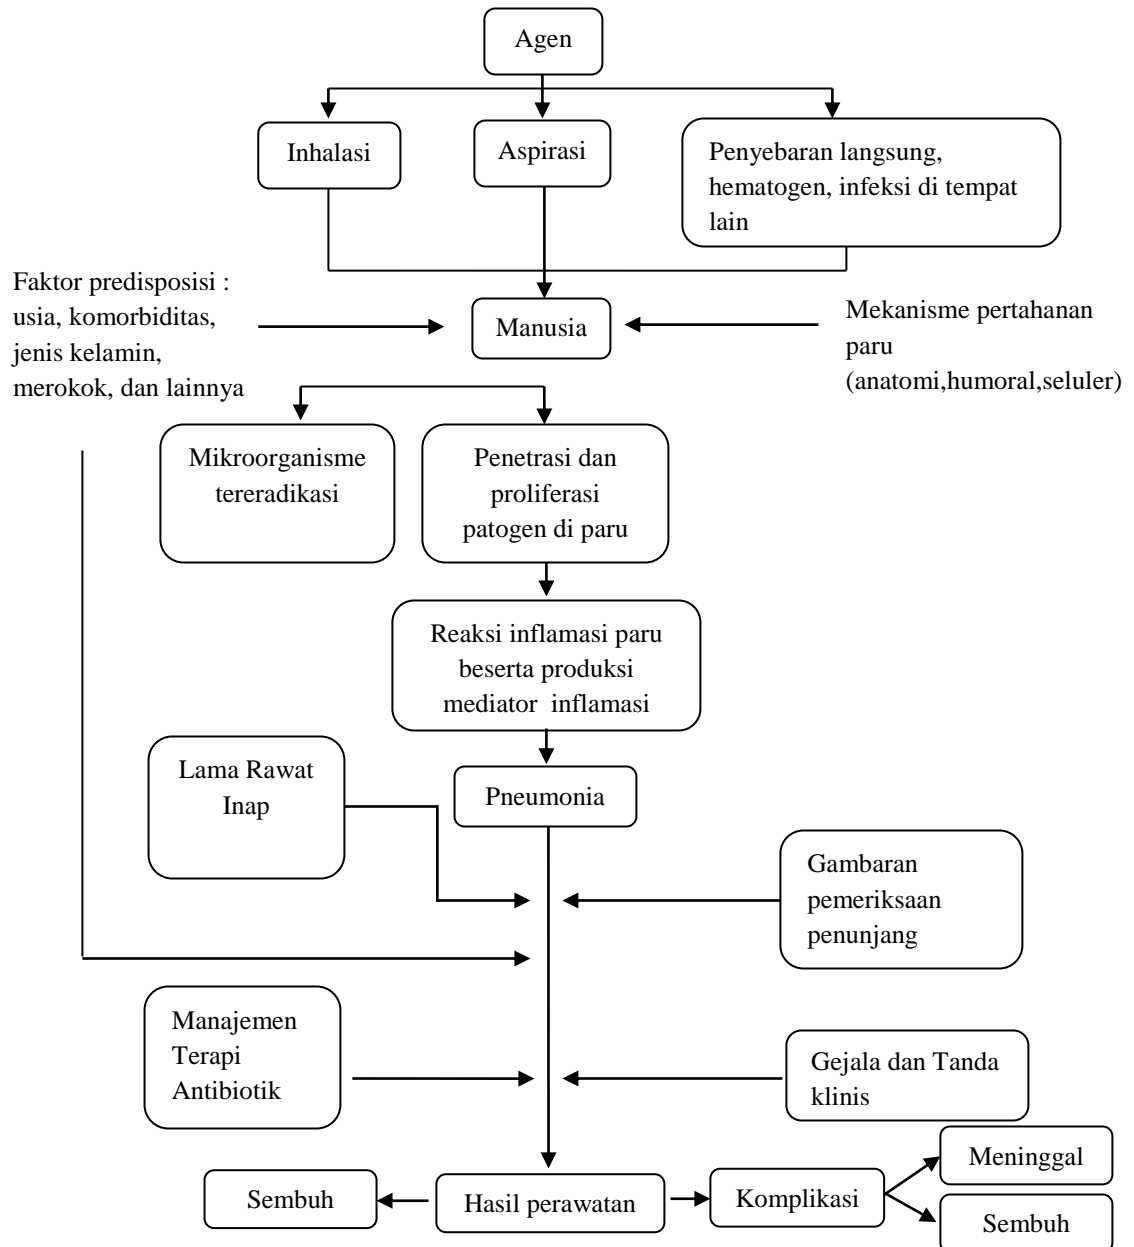 Agen
Inhalasi
Aspirasi
Penyebaran langsung,
hematogen, infeksi di tempat
lain
Faktor predisposisi :
usia, komorbiditas,
jenis kelamin,
merokok, dan lainnya
Manusia
Mekanisme pertahanan
paru
(anatomi,humoral,seluler)
Mikroorganisme
tereradikasi
Penetrasi dan
proliferasi
patogen di paru
Reaksi inflamasi paru
beserta produksi
mediator inflamasi
Lama Rawat
Inap
Pneumonia
Gambaran
pemeriksaan
penunjang
Manajemen
Terapi
Antibiotik
Gejala dan Tanda
klinis
Sembuh
Hasil perawatan
Komplikasi
Meninggal
Sembuh